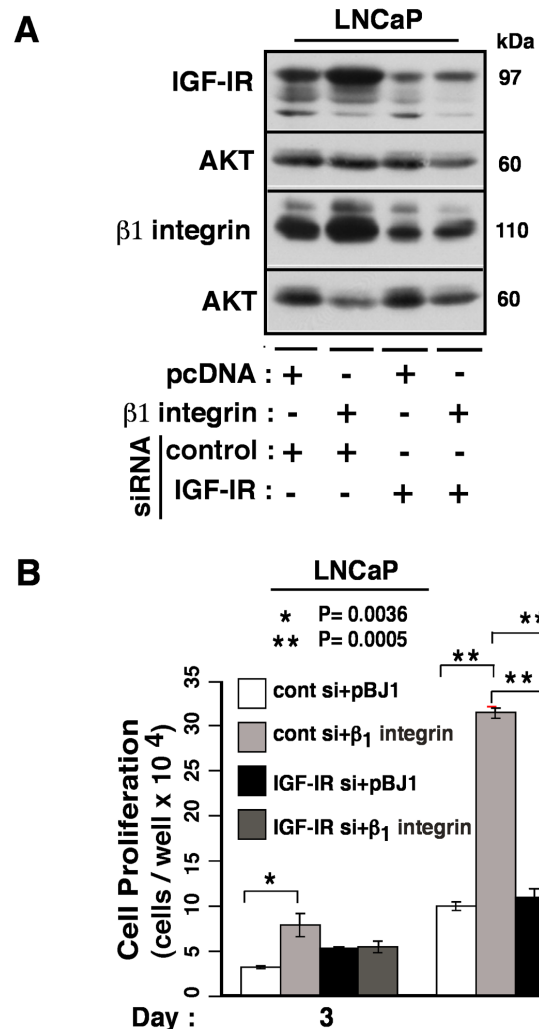 A
LNCaP
kDa
IGF-IR 97
AKT 60
β1 integrin 110
AKT 60
pcDNA : + - + -
β1 integrin : - + - +
siRNA
control : + + - -
IGF-IR : - - + +
B
LNCaP
* P= 0.0036
** P= 0.0005
**
** **
*
Cell Proliferation
(cells / well x 10 4)
35
30
25
20
15
10
5
0
cont si+pBJ1
cont si+β1 integrin
IGF-IR si+pBJ1
IGF-IR si+β1 integrin
Day : 3